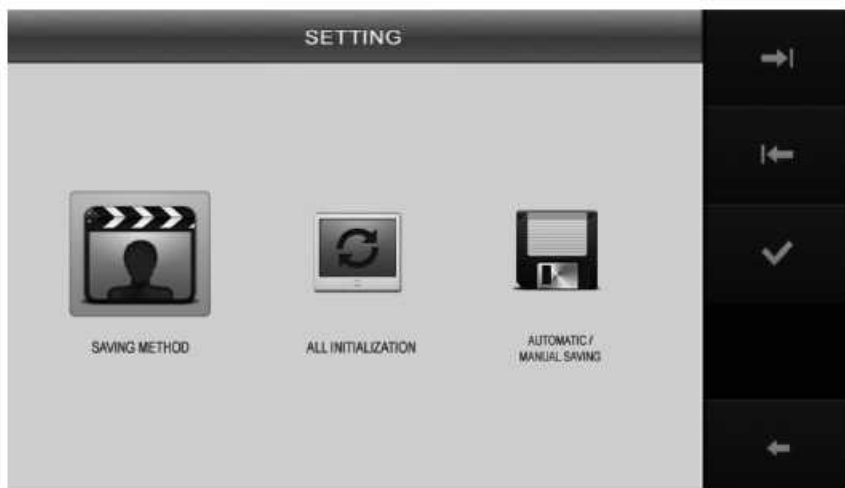 SETTING
SAVING METHOD
ALL INITIALIZATION
AUTOMATIC /
MANUAL SAVING